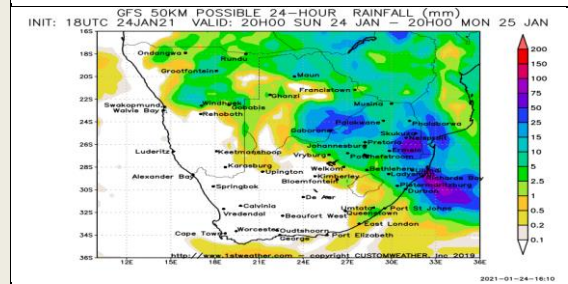 GFS 50KM POSSIBLE 24-HOUR RAINFALL (mm)
INIT: 18UTC 24JAN21 VALID: 20H00 SUN 24 JAN - 20H00 MON 25 JAN
16S
18S
20S
22S
24S
26S
28S
30S
32S
34S
36S
Ondangwa
Rundu
Grootfontein
Maun
Francistown
Ghanzi
Windhoek
Gobabis
Swakopmund
Walvis Bay
Rehoboth
Musina
Polokwane
Phalaborwa
Gaborone
Skukuza
Nelspruit
Pretoria
Johannesburg
Ermelo
Luderitz
Keetmanshoop
Vryburg
Potchefstroom
Karasburg
Upington
Welkom
Bethlehem
Ladysmith
Kimberley
Richards Bay
Alexander Bay
Bloemfontein
Pietermaritzburg
Durban
Springbok
De Aar
Calvinia
Umtata
Port St Johns
Vredendal
Beaufort West
Queenstown
East London
Worcester
Oudtshoorn
Cape Town
George
Port Elizabeth
http://www.1stweather.com - copyright CUSTOMWEATHER, Inc 2019
12E
15E
18E
21E
24E
27E
30E
33E
36E
200
150
100
75
50
25
15
10
5
2.5
1
0.5
0.2
0.1
2021-01-24-16:10